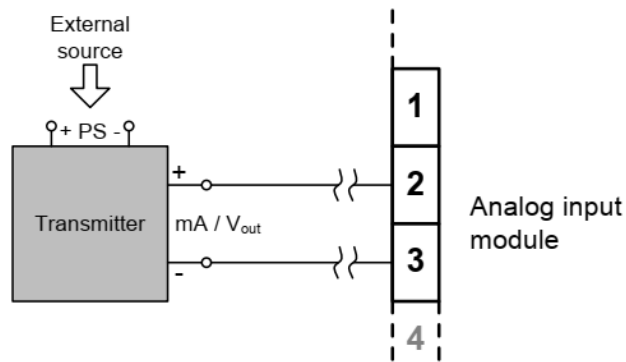 External
source
+ PS -
Transmitter
+
mA / Vout
-
1
2
3
4
Analog input
module